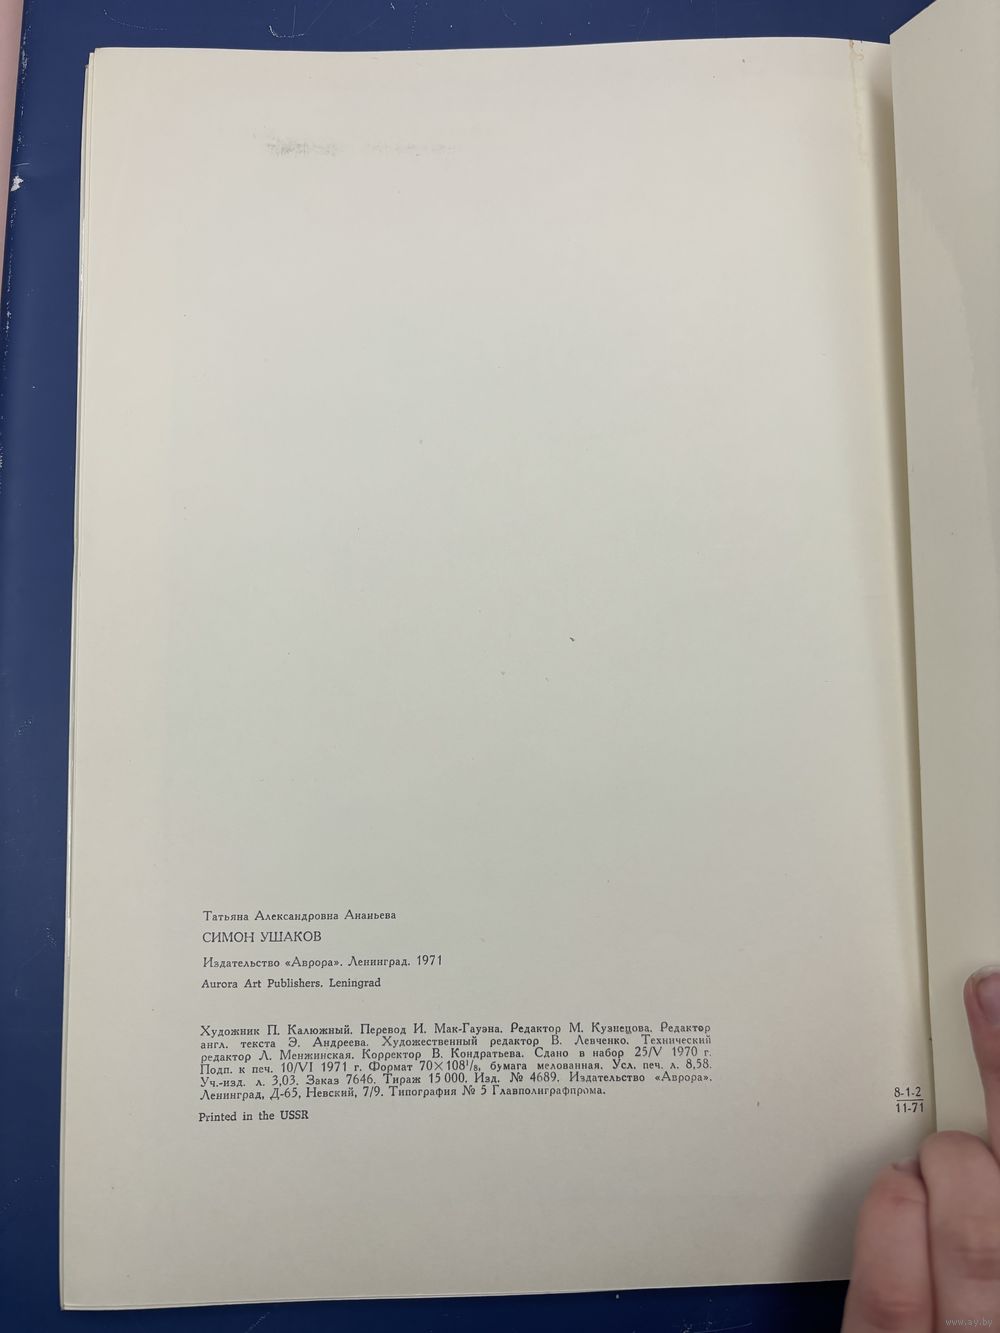 Татьяна Александровна Ананьева
СИМОН УШАКОВ
Издательство «Аврора». Ленинград. 1971
Aurora Art Publishers. Leningrad
Художник П. Калюжный. Перевод И. Мак-Гауэна. Редактор М. Кузнецова. Редактор
англ. текста Э. Андреева. Художественный редактор В. Левченко. Технический
редактор Л. Менжинская. Корректор В. Кондратьева. Сдано в набор 25/V 1970 г.
Подп. к печ. 10/VI 1971 г. Формат 70×108¹/₈, бумага мелованная. Усл. печ. л. 8,58.
Уч.-изд. л. 3,03. Заказ 7646. Тираж 15 000. Изд. № 4689. Издательство «Аврора».
Ленинград, Д-65, Невский, 7/9. Типография № 5 Главполиграфпрома.
Printed in the USSR
8-1-2
11-71
www.ay.by